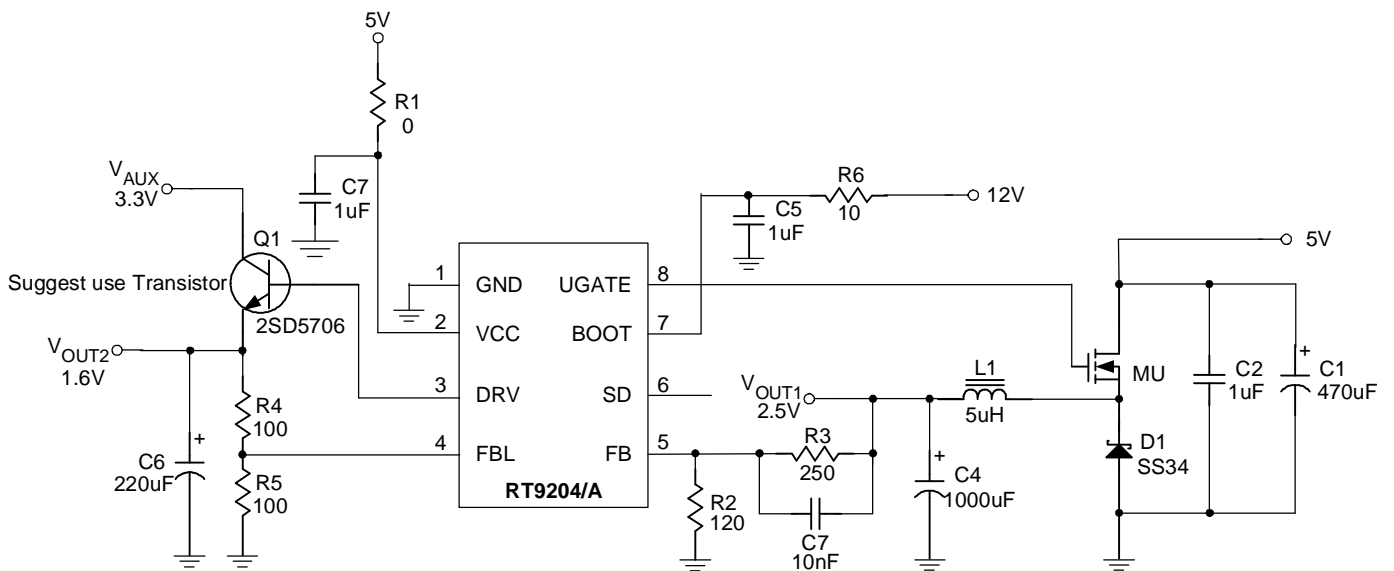 5V
R1
0
VAUX
3.3V
C7
1uF
R6
10
12V
C5
1uF
Q1
5V
Suggest use Transistor
2SD5706
1
GND
UGATE
8
2
VCC
BOOT
7
VOUT2
1.6V
MU
C2
1uF
C1
470uF
+
3
DRV
SD
6
VOUT1
2.5V
L1
5uH
R4
100
4
FBL
FB
5
R3
250
D1
SS34
+
C6
220uF
R5
100
RT9204/A
R2
120
C7
10nF
+
C4
1000uF